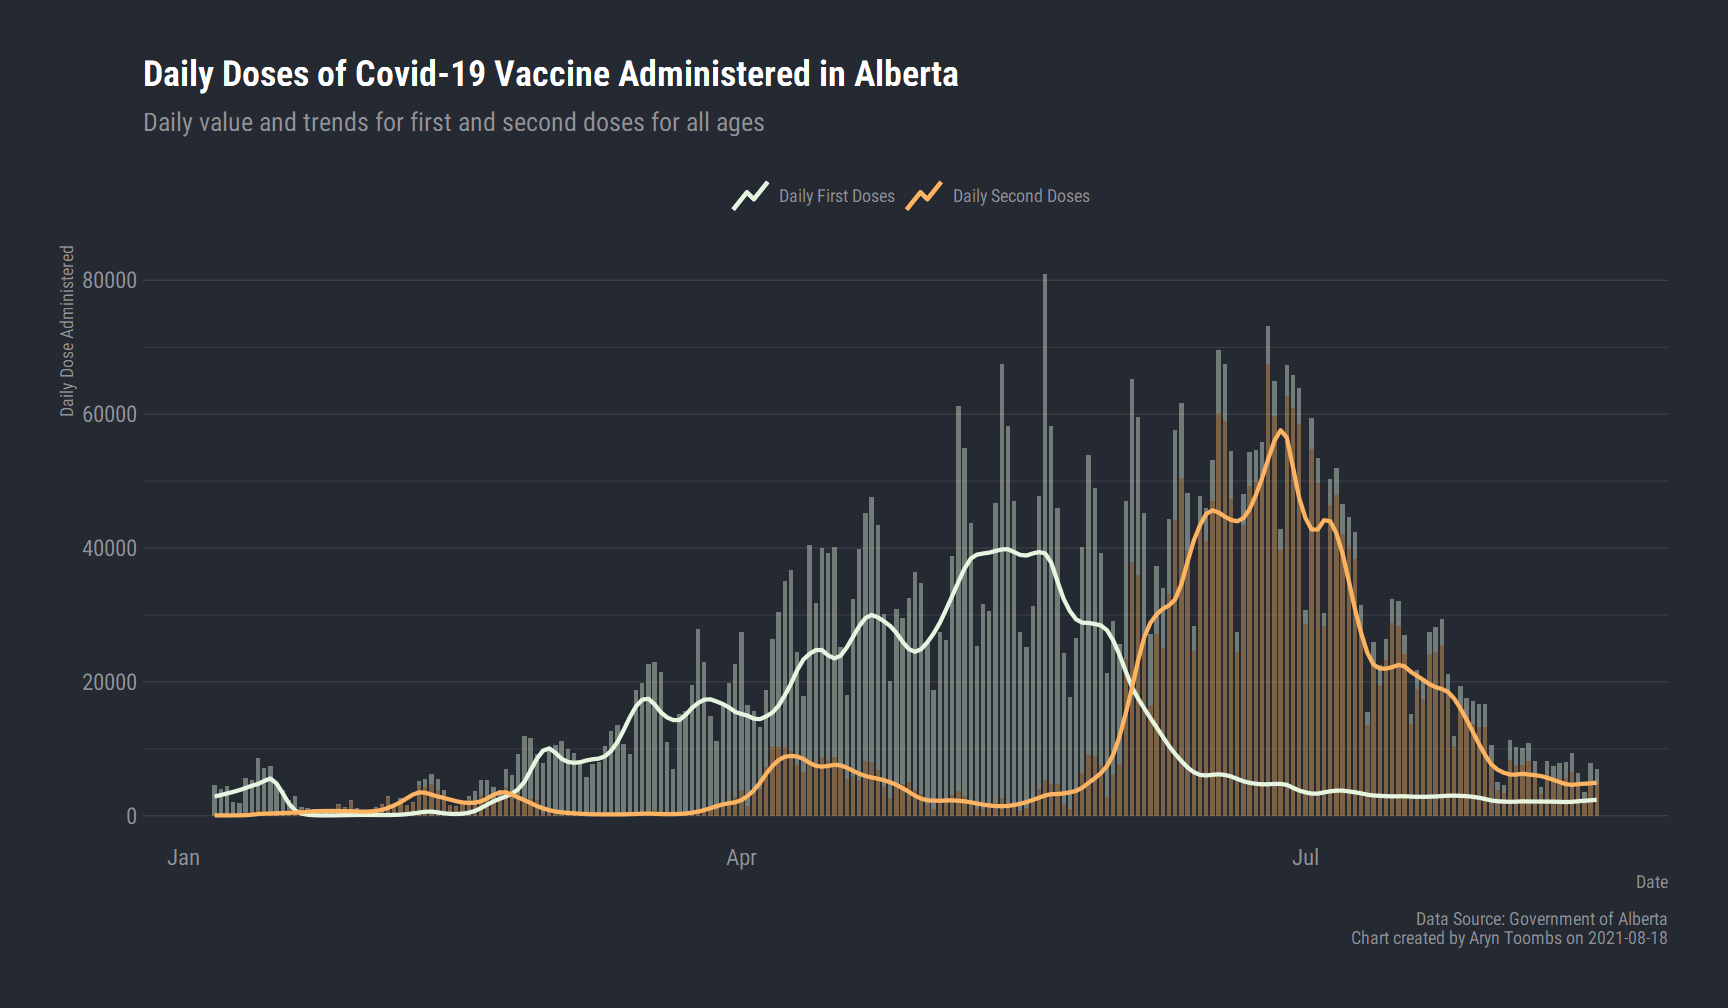 Daily Doses of Covid-19 Vaccine Administered in Alberta
Daily value and trends for first and second doses for all ages
Daily First Doses
Daily Second Doses
Daily Dose Administered
80000
60000
40000
20000
0
Jan
Apr
Jul
Date
Data Source: Government of Alberta
Chart created by Aryn Toombs on 2021-08-18